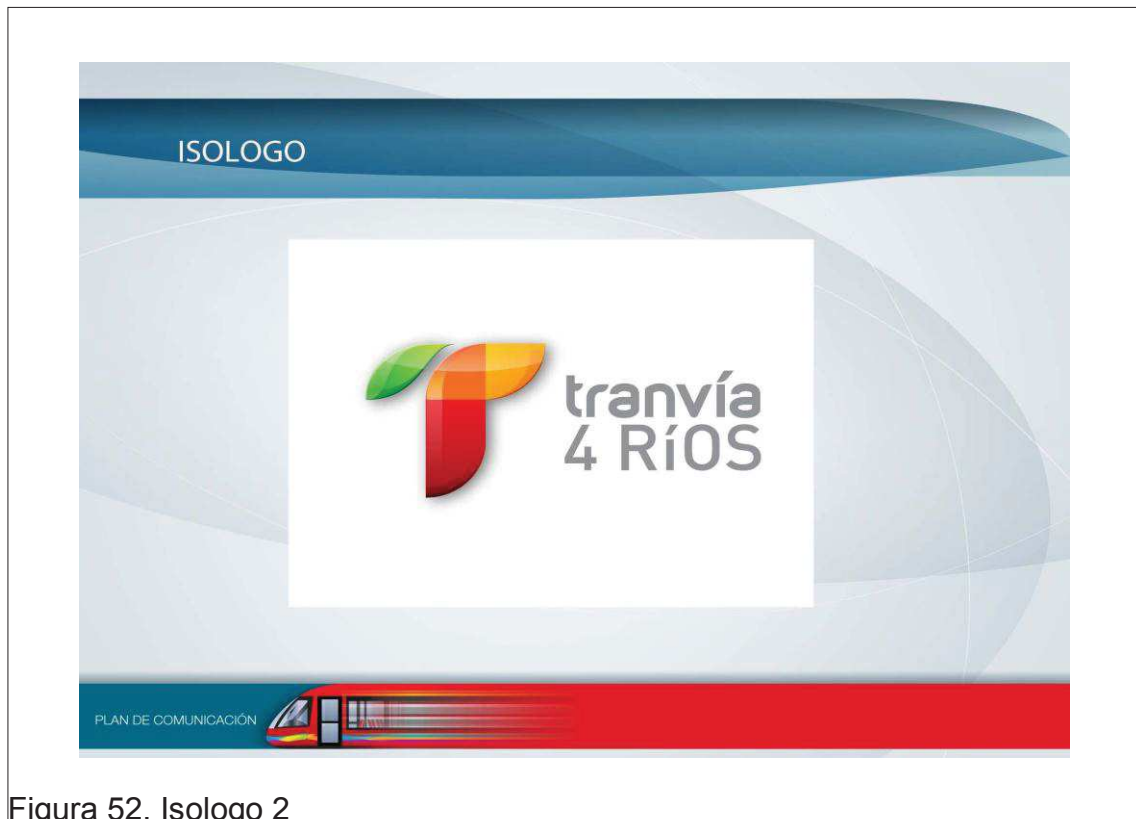 ISOLOGO
tranvía
4 RíOS
PLAN DE COMUNICACIÓN
Figura 52. Isologo 2